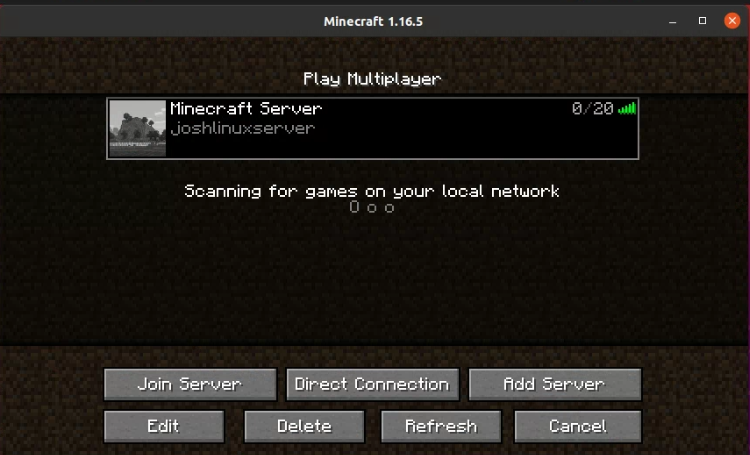 Minecraft 1.16.5
Play Multiplayer
Minecraft Server 0/20
joshlinuxserver
Scanning for games on your local network
O o o
Join Server Direct Connection Add Server
Edit Delete Refresh Cancel